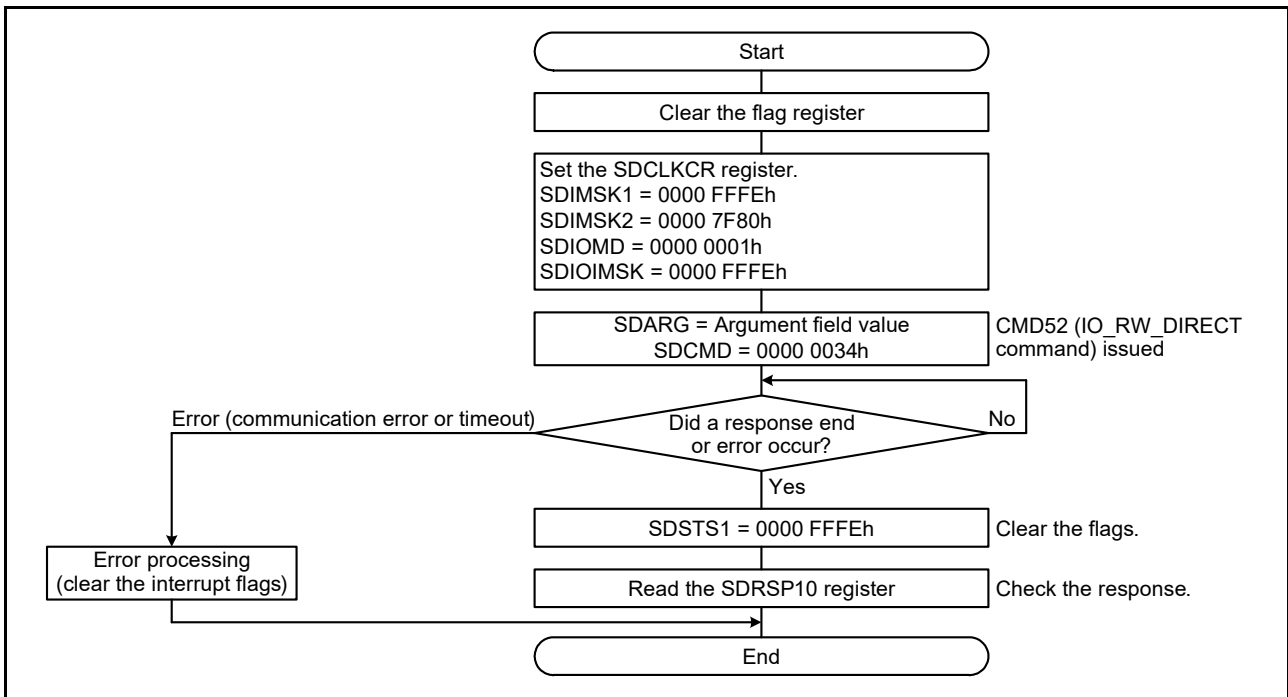 Start
Clear the flag register
Set the SDCLKCR register.
SDIMSK1 = 0000 FFFEh
SDIMSK2 = 0000 7F80h
SDIOMD = 0000 0001h
SDIOIMSK = 0000 FFFEh
SDARG = Argument field value
SDCMD = 0000 0034h
CMD52 (IO_RW_DIRECT
command) issued
Error (communication error or timeout)
Did a response end
or error occur?
No
Yes
SDSTS1 = 0000 FFFEh
Clear the flags.
Error processing
(clear the interrupt flags)
Read the SDRSP10 register
Check the response.
End